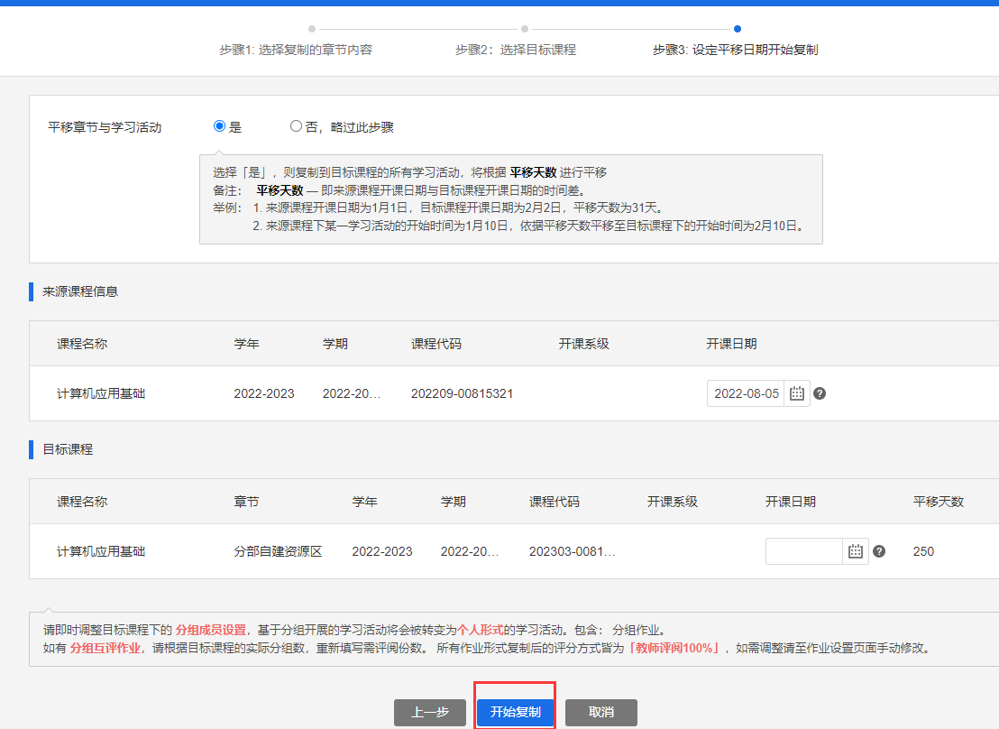 步骤1: 选择复制的章节内容 步骤2：选择目标课程 步骤3: 设定平移日期开始复制
平移章节与学习活动 是 否，略过此步骤
选择「是」，则复制到目标课程的所有学习活动，将根据 平移天数 进行平移
备注： 平移天数 — 即来源课程开课日期与目标课程开课日期的时间差。
举例： 1. 来源课程开课日期为1月1日，目标课程开课日期为2月2日，平移天数为31天。
2. 来源课程下某一学习活动的开始时间为1月10日，依据平移天数平移至目标课程下的开始时间为2月10日。
来源课程信息
课程名称 学年 学期 课程代码 开课系级 开课日期
计算机应用基础 2022-2023 2022-20... 202209-00815321 2022-08-05 ?
目标课程
课程名称 章节 学年 学期 课程代码 开课系级 开课日期 平移天数
计算机应用基础 分部自建资源区 2022-2023 2022-20... 202303-0081... ? 250
请即时调整目标课程下的 分组成员设置，基于分组开展的学习活动将会被转变为个人形式的学习活动。包含： 分组作业。
如有 分组互评作业，请根据目标课程的实际分组数，重新填写需评阅份数。 所有作业形式复制后的评分方式皆为「教师评阅100%」，如需调整请至作业设置页面手动修改。
上一步 开始复制 取消